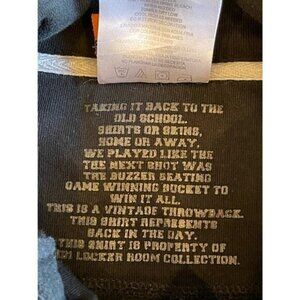 TAKING IT BACK TO THE
OLD SCHOOL.
SHIRTS OR SKINS,
HOME OR AWAY,
WE PLAYED LIKE THE
THE NEXT SHOT WAS
THE BUZZER BEATING
GAME WINNING BUCKET TO
WIN IT ALL.
THIS IS A VINTAGE THROWBACK.
THIS SHIRT REPRESENTS
BACK IN THE DAY.
THIS SHIRT IS PROPERTY OF
LOCKER ROOM COLLECTION.